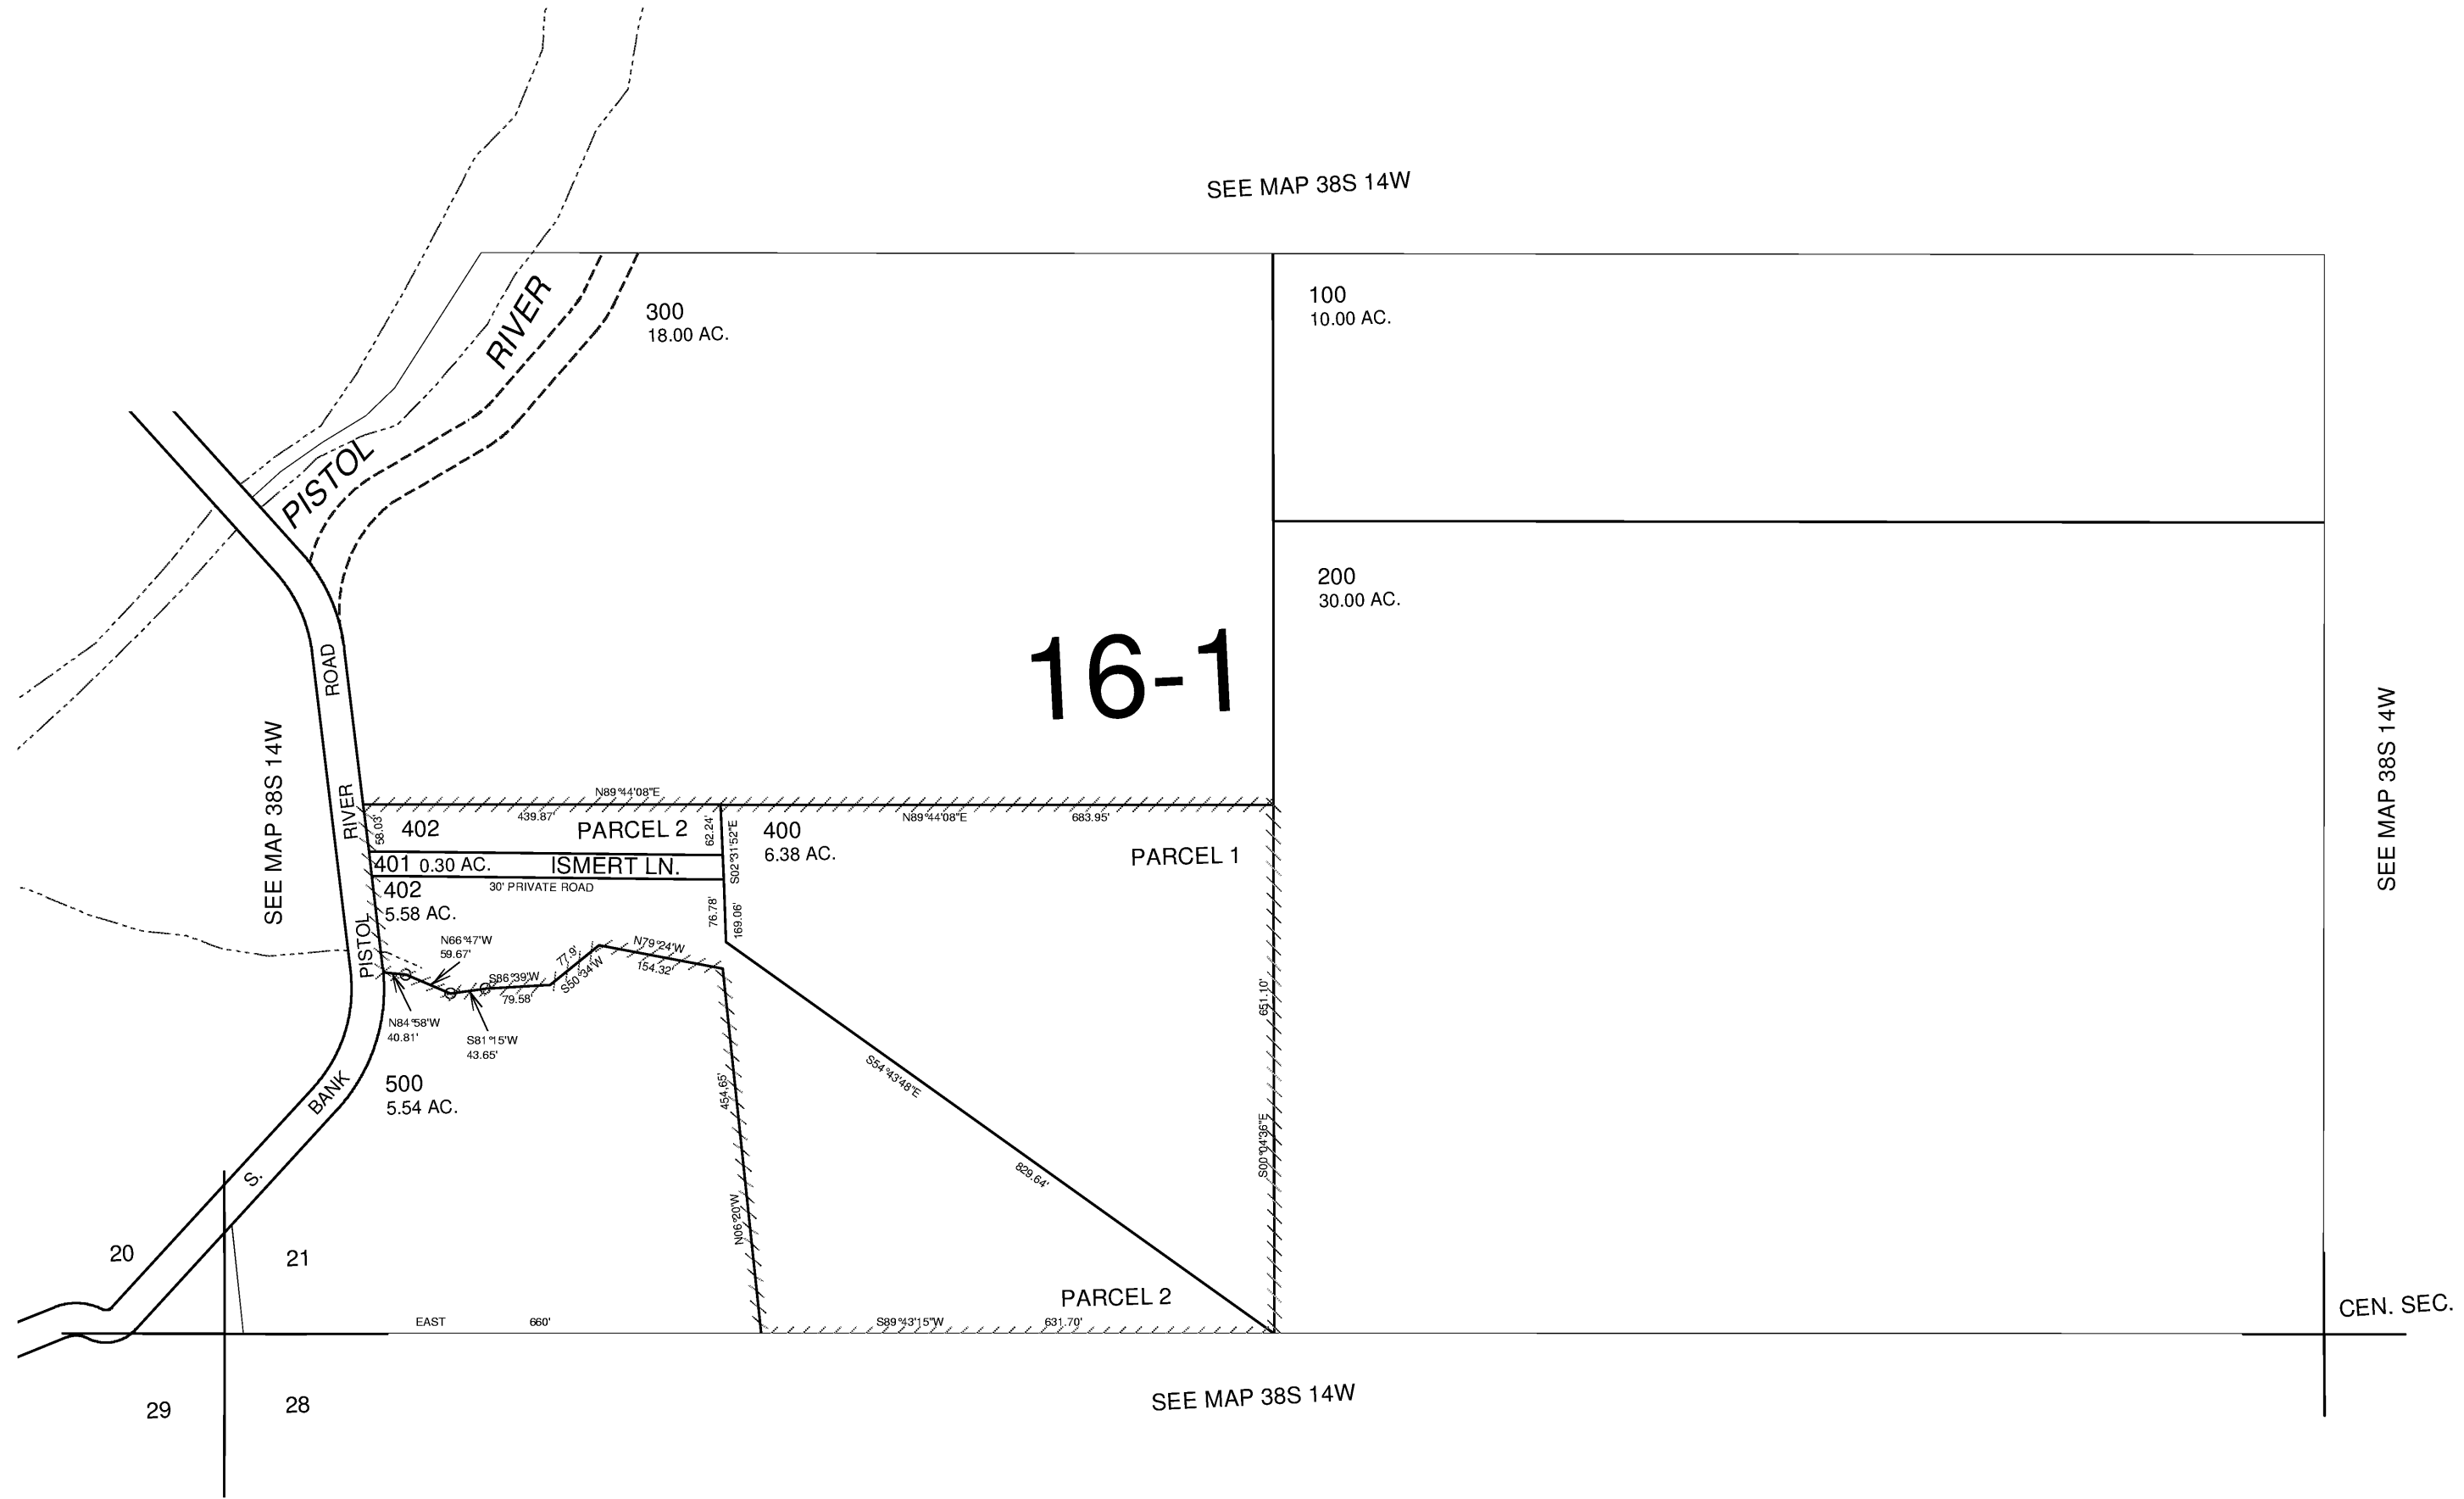 SEE MAP 38S 14W
RIVER
300
18.00 AC.
100
10.00 AC.
PISTOL
200
30.00 AC.
16-1
ROAD
SEE MAP 38S 14W
SEE MAP 38S 14W
RIVER
N89°44'08"E
439.87'
N89°44'08"E
683.95'
58.03'
402
PARCEL 2
62.24'
S02°31'52"E
400
6.38 AC.
PARCEL 1
401 0.30 AC.
ISMERT LN.
30' PRIVATE ROAD
402
5.58 AC.
76.78'
169.06'
PISTOL
N66°47'W
59.67'
S86°39'W
79.58'
77.9'
S50°34'W
N79°24'W
154.32'
N84°58'W
40.81'
S81°15'W
43.65'
651.10'
500
5.54 AC.
BANK
454.65'
S54°43'48"E
829.64'
S00°04'36"E
S.
N06°20'W
20
21
PARCEL 2
CEN. SEC.
EAST
660'
S89°43'15"W
631.70'
29
28
SEE MAP 38S 14W